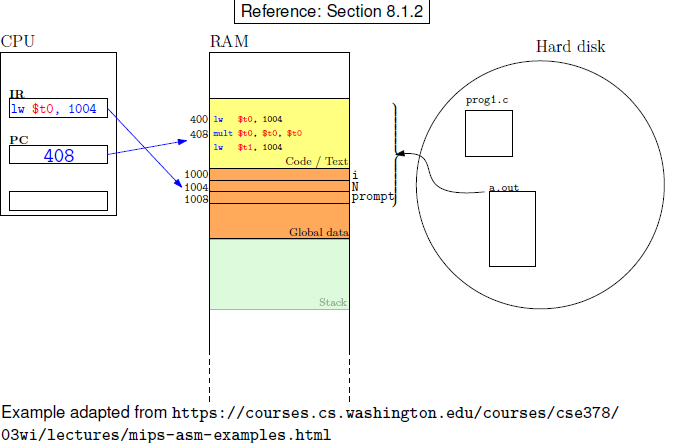 Reference: Section 8.1.2
CPU
RAM
Hard disk
IR
lw $t0, 1004
PC
408
400 lw $t0, 1004
408 mult $t0, $t0, $t0
lw $t1, 1004
Code / Text
1000 i
1004 N
1008 prompt
Global data
Stack
prog1.c
a.out
Example adapted from https://courses.cs.washington.edu/courses/cse378/
03wi/lectures/mips-asm-examples.html